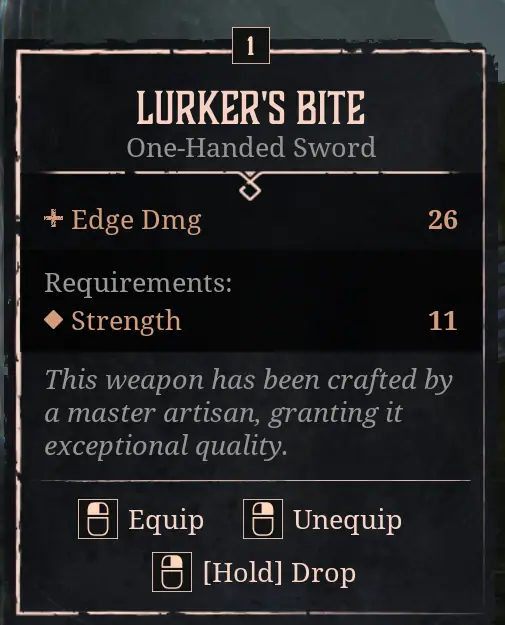 1
LURKER'S BITE
One-Handed Sword
Edge Dmg 26
Requirements:
Strength 11
This weapon has been crafted by
a master artisan, granting it
exceptional quality.
Equip Unequip
[Hold] Drop